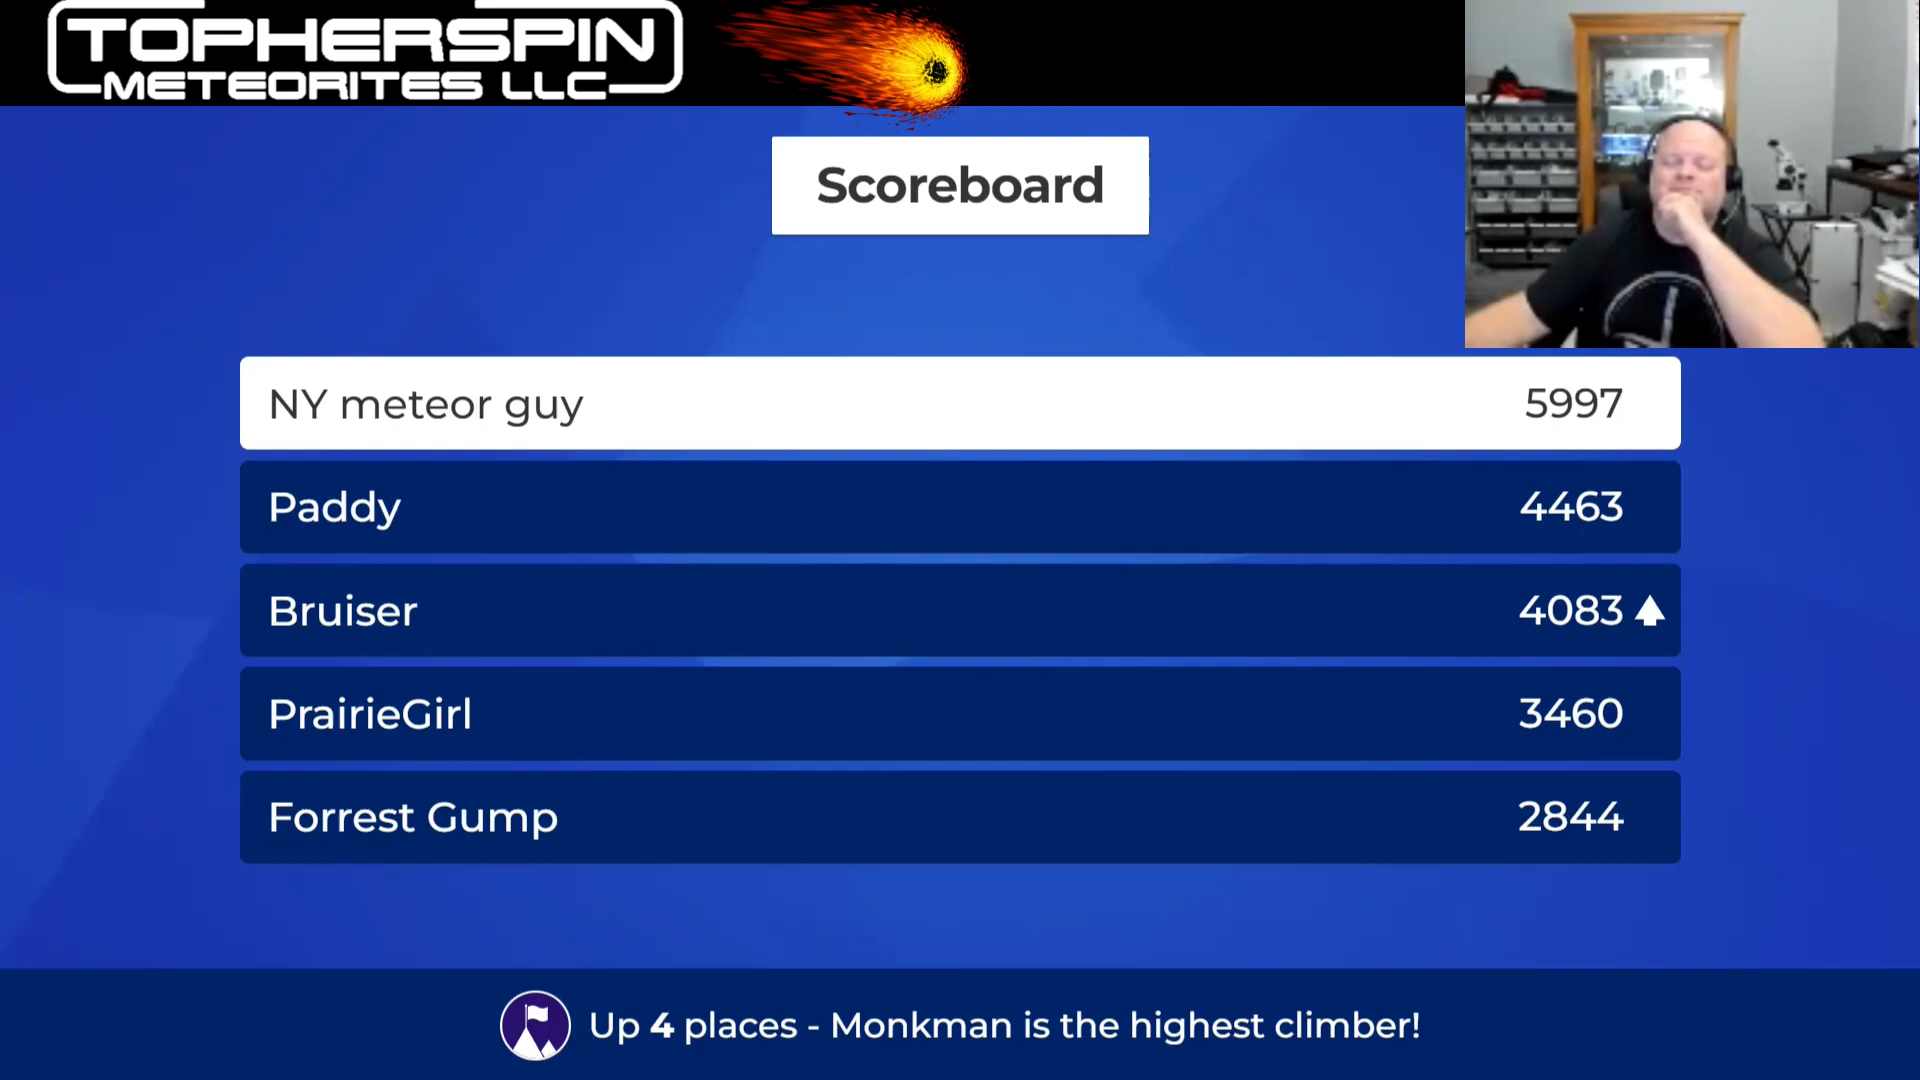 TOPHERSPIN
METEORITES LLC
Scoreboard
NY meteor guy 5997
Paddy 4463
Bruiser 4083
PrairieGirl 3460
Forrest Gump 2844
Up 4 places - Monkman is the highest climber!